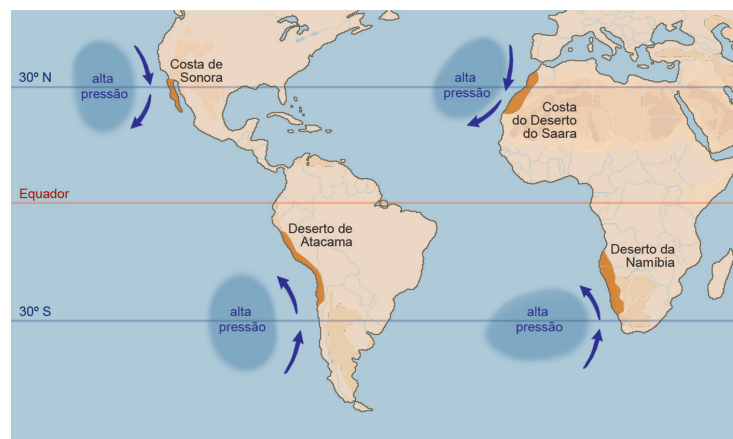 Costa de
Sonora
alta
pressão
30º N
alta
pressão
Costa
do Deserto
do Saara
Equador
Deserto de
Atacama
Deserto da
Namíbia
alta
pressão
30º S
alta
pressão